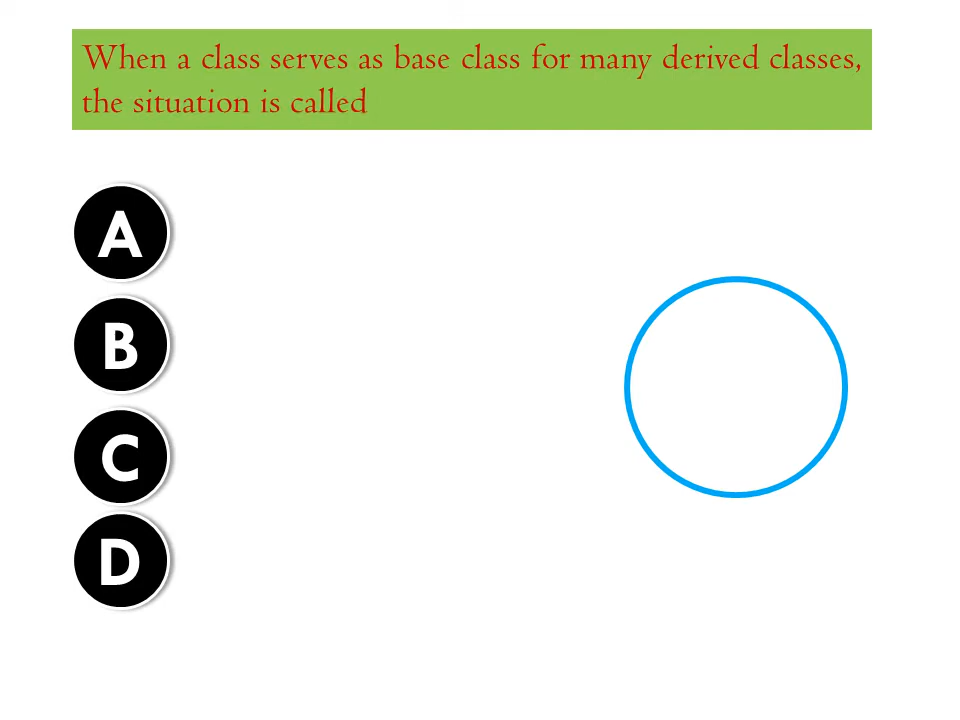 When a class serves as base class for many derived classes,
the situation is called
A
B
C
D